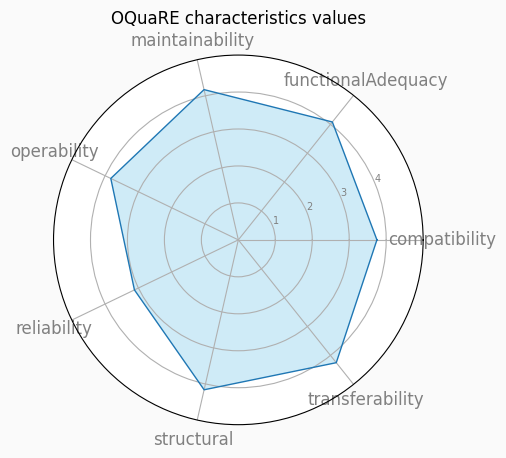 OQuaRE characteristics values
maintainability
functionalAdequacy
operability
4
3
2
1
compatibility
reliability
transferability
structural